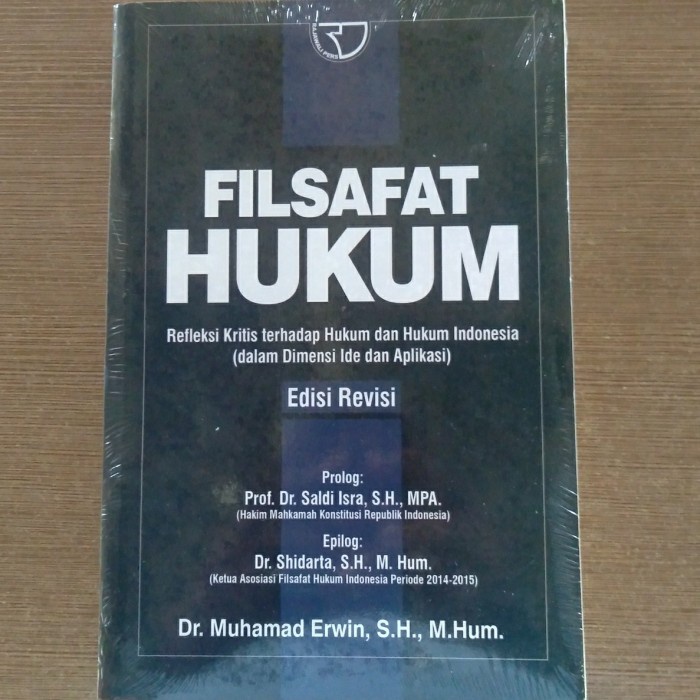 RAJAWALI PERS
FILSAFAT
HUKUM
Refleksi Kritis terhadap Hukum dan Hukum Indonesia
(dalam Dimensi Ide dan Aplikasi)
Edisi Revisi
Prolog:
Prof. Dr. Saldi Isra, S.H., MPA.
(Hakim Mahkamah Konstitusi Republik Indonesia)
Epilog:
Dr. Shidarta, S.H., M. Hum.
(Ketua Asosiasi Filsafat Hukum Indonesia Periode 2014-2015)
Dr. Muhamad Erwin, S.H., M.Hum.